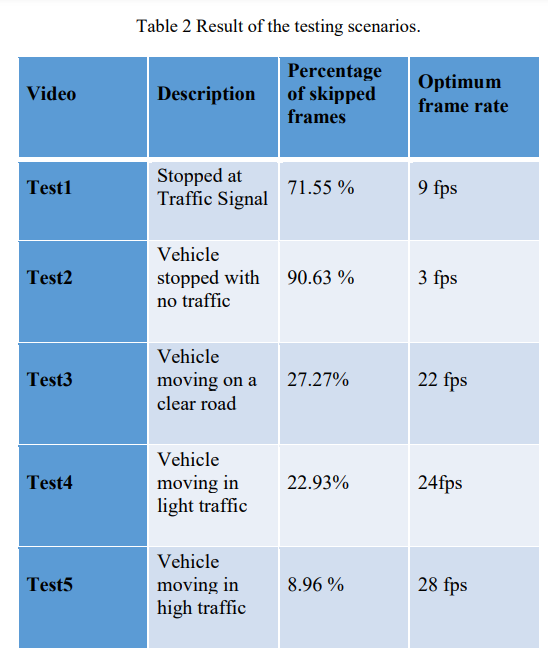 Table 2 Result of the testing scenarios.
Video
Description
Percentage
of skipped
frames
Optimum
frame rate
Test1
Stopped at
Traffic Signal
71.55 %
9 fps
Test2
Vehicle
stopped with
no traffic
90.63 %
3 fps
Test3
Vehicle
moving on a
clear road
27.27%
22 fps
Test4
Vehicle
moving in
light traffic
22.93%
24fps
Test5
Vehicle
moving in
high traffic
8.96 %
28 fps